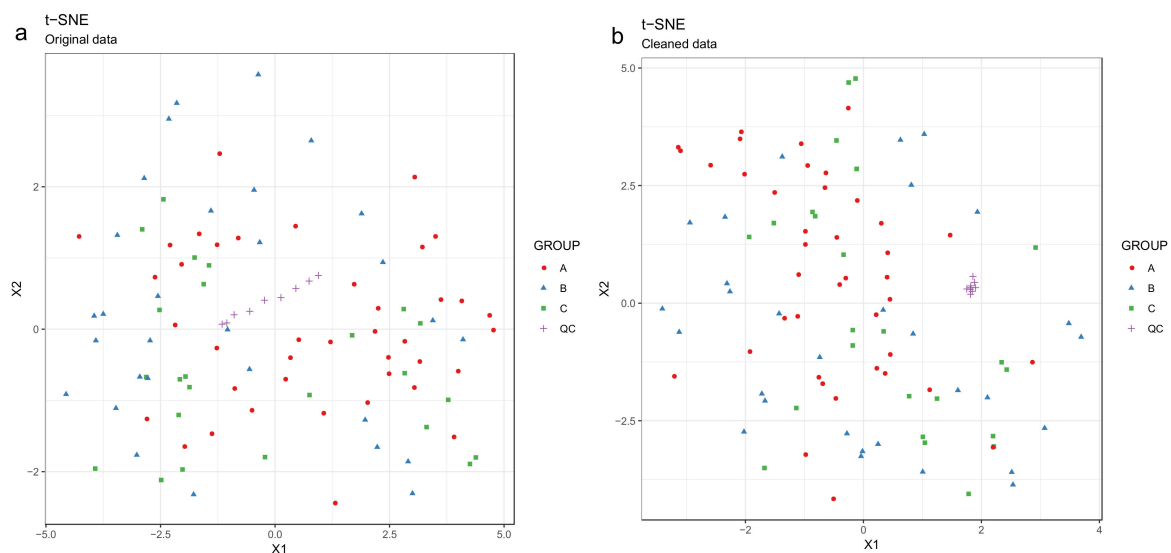 a
t-SNE
Original data
2
0
−2
X2
−5.0
−2.5
0.0
2.5
5.0
X1
GROUP
A
B
C
QC
b
t-SNE
Cleaned data
5.0
2.5
0.0
−2.5
X2
−2
0
2
4
X1
GROUP
A
B
C
QC